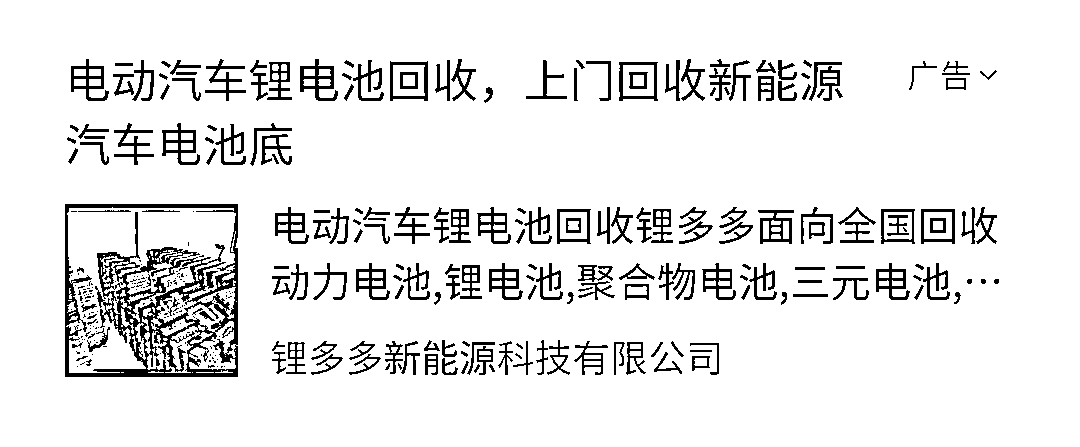 电动汽车锂电池回收，上门回收新能源
广告
汽车电池底
电动汽车锂电池回收锂多多面向全国回收
动力电池,锂电池,聚合物电池,三元电池,…
锂多多新能源科技有限公司